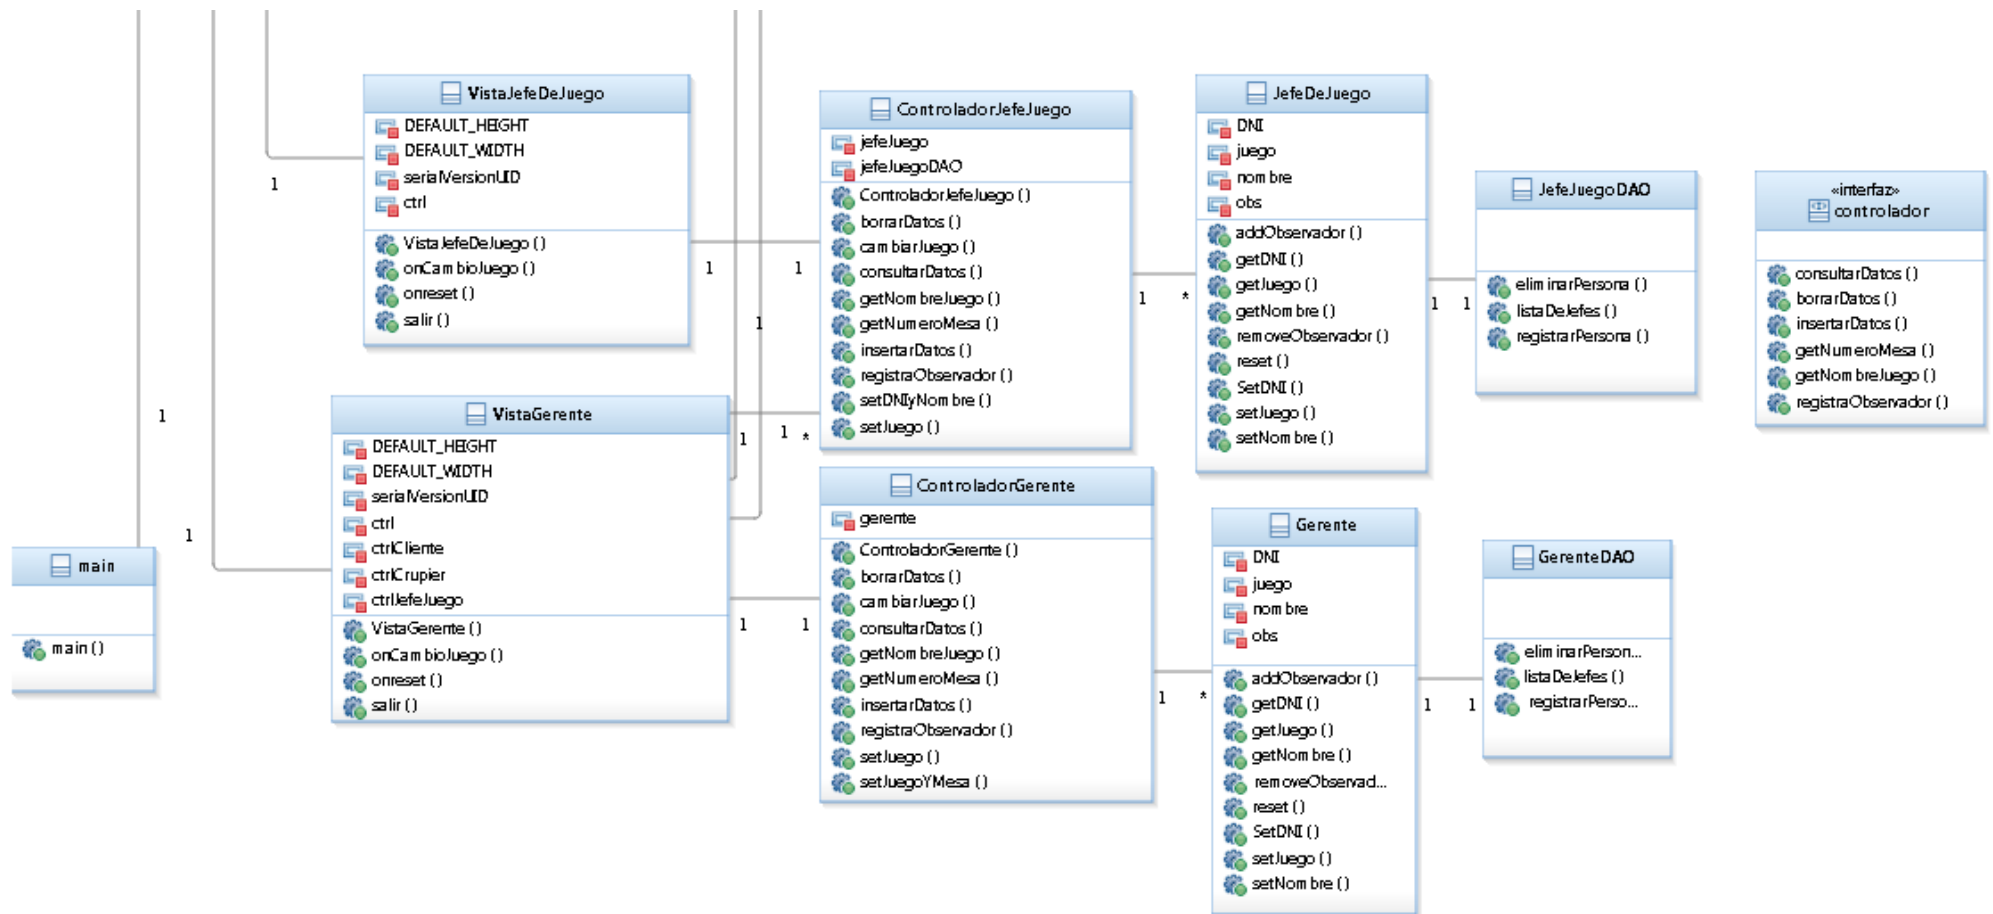 VistaJefeDeJuego
DEFAULT_HEIGHT
DEFAULT_WIDTH
serialVersionUID
ctrl
VistaJefeDeJuego ()
onCambioJuego ()
onreset ()
salir ()
ControladorJefeJuego
jefeJuego
jefeJuegoDAO
ControladorJefeJuego ()
borrarDatos ()
cambiarJuego ()
consultarDatos ()
getNombreJuego ()
getNumeroMesa ()
insertarDatos ()
registraObservador ()
setDNIyNombre ()
setJuego ()
JefeDeJuego
DNI
juego
nombre
obs
addObservador ()
getDNI ()
getJuego ()
getNombre ()
removeObservador ()
reset ()
SetDNI ()
setJuego ()
setNombre ()
JefeJuegoDAO
eliminarPersona ()
listaDeJefes ()
registrarPersona ()
«interfaz»
controlador
consultarDatos ()
borrarDatos ()
insertarDatos ()
getNumeroMesa ()
getNombreJuego ()
registraObservador ()
1
1
1
1
*
1
1
1
1
1
1
*
1
main
main ()
VistaGerente
DEFAULT_HEIGHT
DEFAULT_WIDTH
serialVersionUID
ctrl
ctrlCliente
ctrlCrupier
ctrlJefeJuego
VistaGerente ()
onCambioJuego ()
onreset ()
salir ()
1
1
ControladorGerente
gerente
ControladorGerente ()
borrarDatos ()
cambiarJuego ()
consultarDatos ()
getNombreJuego ()
getNumeroMesa ()
insertarDatos ()
registraObservador ()
setJuego ()
setJuegoYMesa ()
1
*
Gerente
DNI
juego
nombre
obs
addObservador ()
getDNI ()
getJuego ()
getNombre ()
removeObservad...
reset ()
SetDNI ()
setJuego ()
setNombre ()
1
1
GerenteDAO
eliminarPerson...
listaDeJefes ()
registrarPerso...